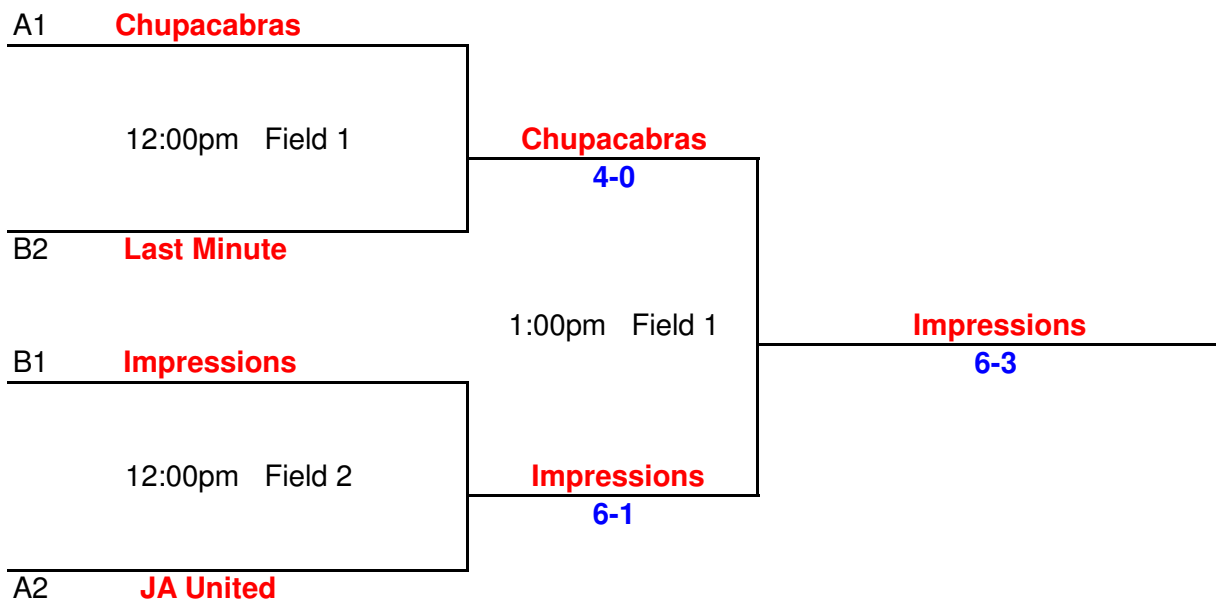 A1 Chupacabras
12:00pm Field 1
Chupacabras
4-0
B2 Last Minute
1:00pm Field 1
Impressions
6-3
B1 Impressions
12:00pm Field 2
Impressions
6-1
A2 JA United